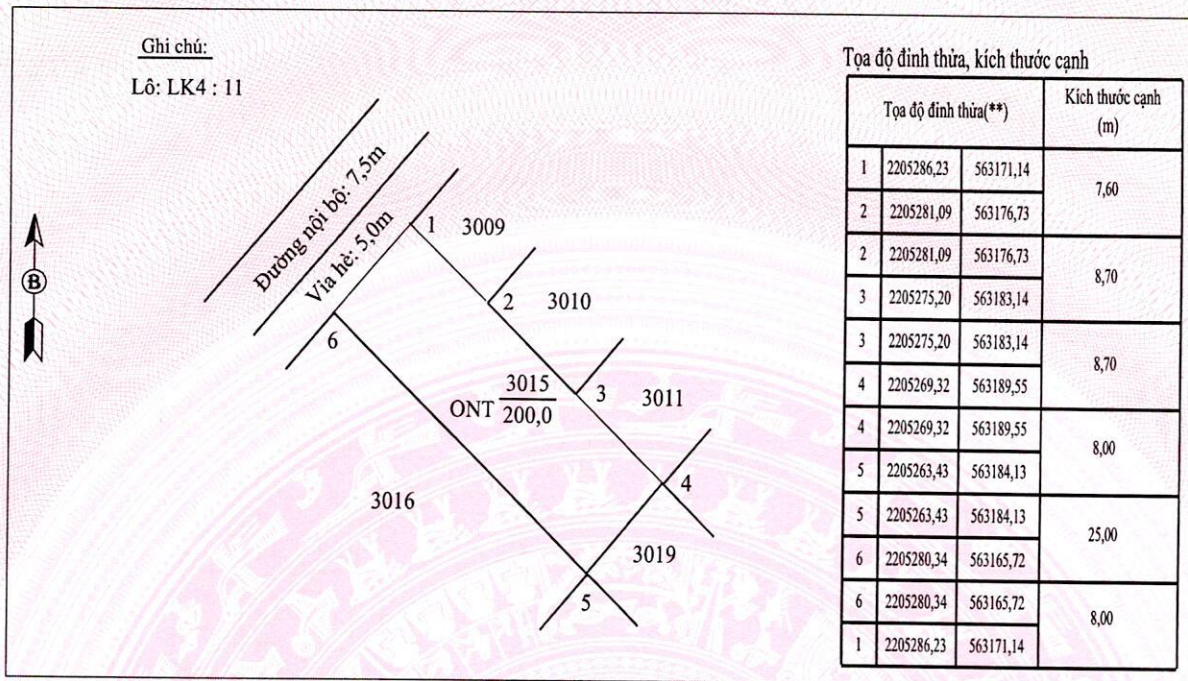 Ghi chú:
Lô: LK4 : 11
Đường nội bộ: 7,5m
Vỉa hè: 5,0m
B
1 3009
2 3010
6
3015
ONT
200,0
3 3011
3016
4
3019
5
Tọa độ đỉnh thửa, kích thước cạnh
Tọa độ đỉnh thửa(**) Kích thước cạnh
(m)
1 2205286,23 563171,14
7,60
2 2205281,09 563176,73
2 2205281,09 563176,73
8,70
3 2205275,20 563183,14
3 2205275,20 563183,14
8,70
4 2205269,32 563189,55
4 2205269,32 563189,55
8,00
5 2205263,43 563184,13
5 2205263,43 563184,13
25,00
6 2205280,34 563165,72
6 2205280,34 563165,72
8,00
1 2205286,23 563171,14